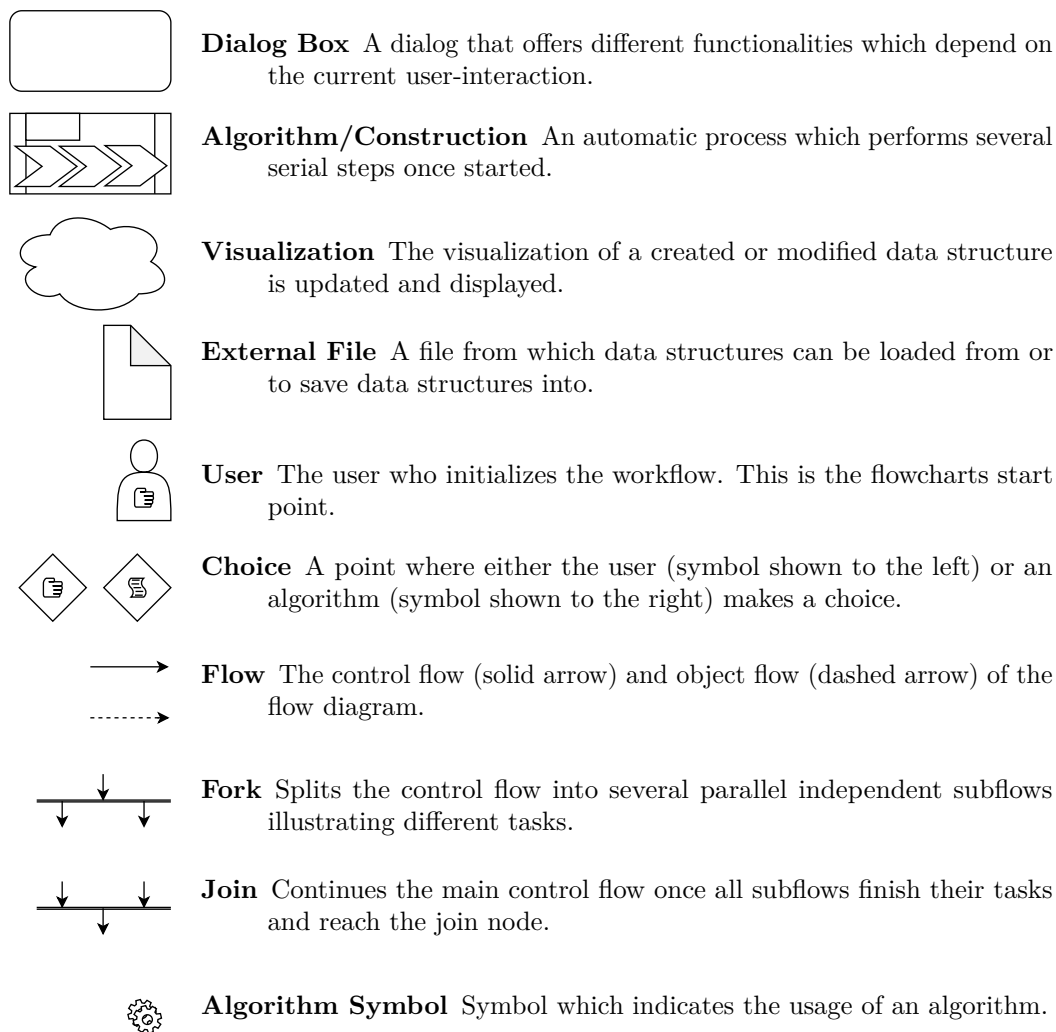 Dialog Box A dialog that offers different functionalities which depend on
the current user-interaction.
Algorithm/Construction An automatic process which performs several
serial steps once started.
Visualization The visualization of a created or modified data structure
is updated and displayed.
External File A file from which data structures can be loaded from or
to save data structures into.
User The user who initializes the workflow. This is the flowcharts start
point.
Choice A point where either the user (symbol shown to the left) or an
algorithm (symbol shown to the right) makes a choice.
Flow The control flow (solid arrow) and object flow (dashed arrow) of the
flow diagram.
Fork Splits the control flow into several parallel independent subflows
illustrating different tasks.
Join Continues the main control flow once all subflows finish their tasks
and reach the join node.
Algorithm Symbol Symbol which indicates the usage of an algorithm.